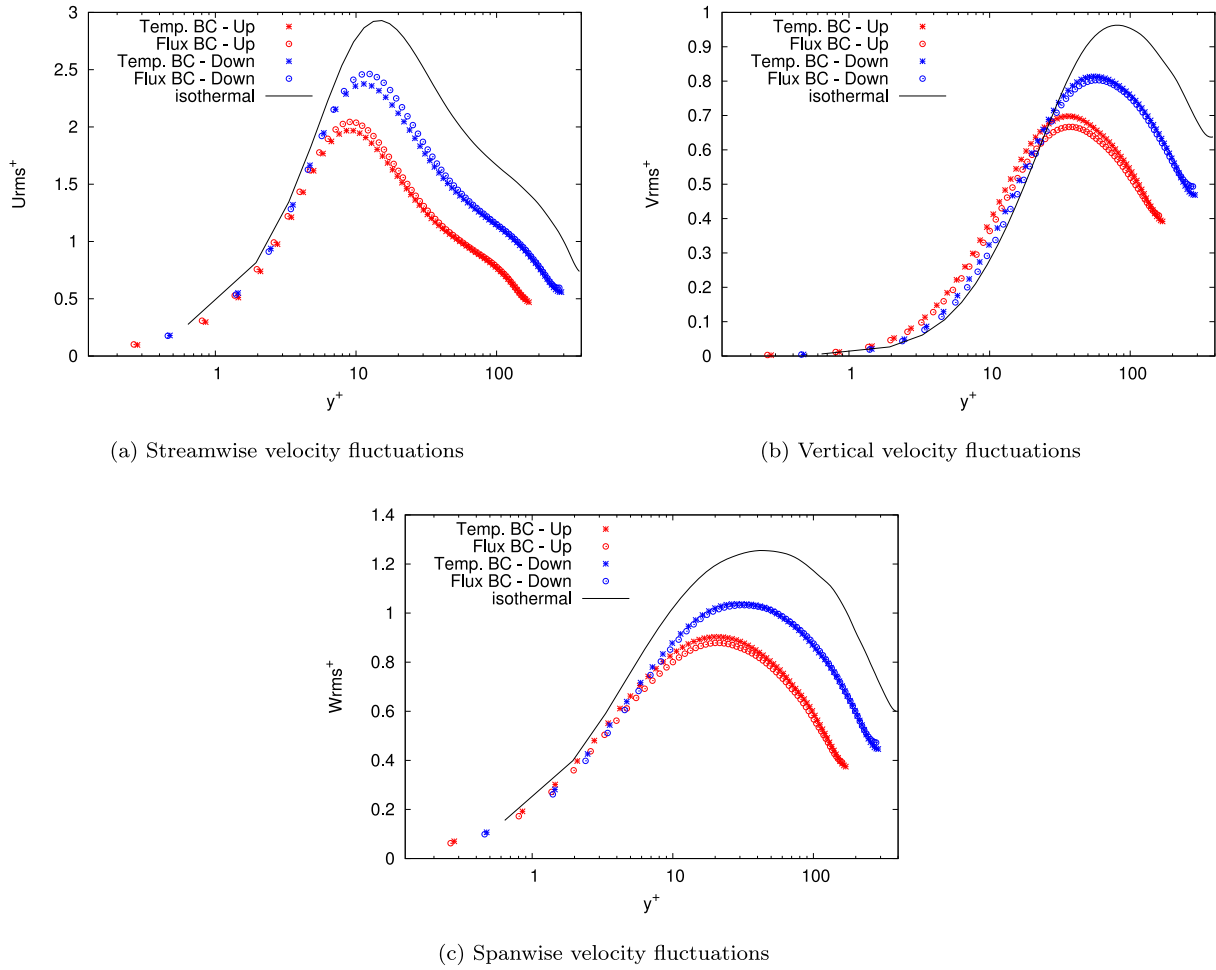 Temp. BC - Up
Flux BC - Up
Temp. BC - Down
Flux BC - Down
isothermal
3
2.5
2
1.5
1
0.5
0
Urms+
1
10
100
y+
(a) Streamwise velocity fluctuations
Temp. BC - Up
Flux BC - Up
Temp. BC - Down
Flux BC - Down
isothermal
1
0.9
0.8
0.7
0.6
0.5
0.4
0.3
0.2
0.1
0
Vrms+
1
10
100
y+
(b) Vertical velocity fluctuations
Temp. BC - Up
Flux BC - Up
Temp. BC - Down
Flux BC - Down
isothermal
1.4
1.2
1
0.8
0.6
0.4
0.2
0
Wrms+
1
10
100
y+
(c) Spanwise velocity fluctuations